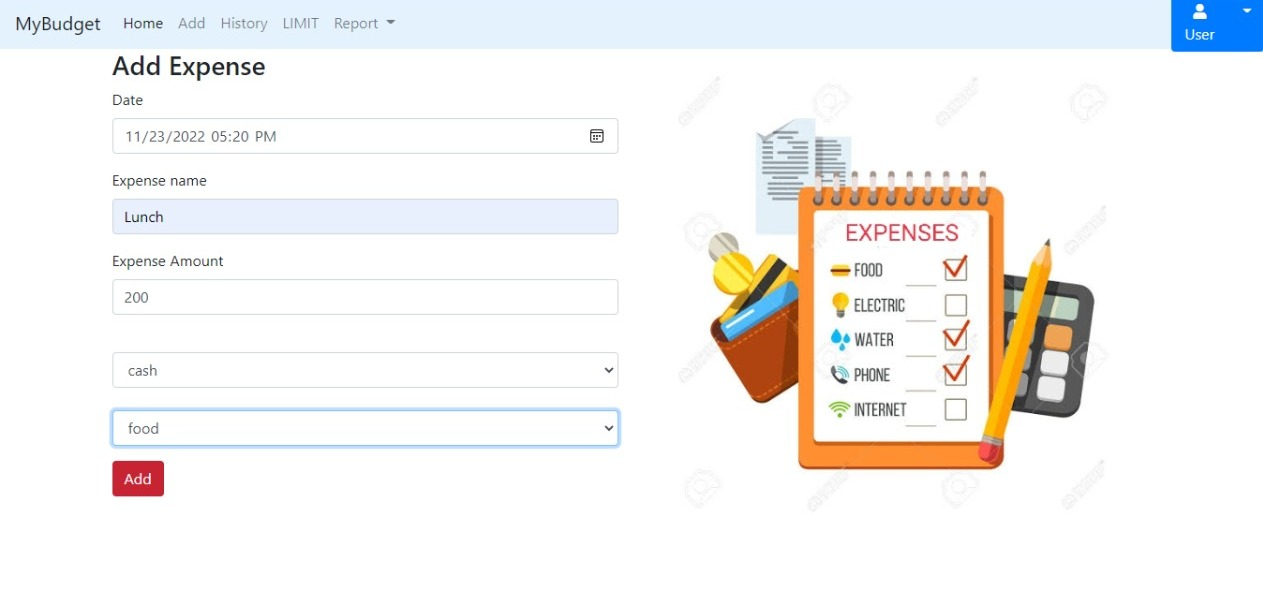 MyBudget Home Add History LIMIT Report
User
Add Expense
Date
11/23/2022 05:20 PM
Expense name
Lunch
Expense Amount
200
cash
food
Add
EXPENSES
FOOD
ELECTRIC
WATER
PHONE
INTERNET